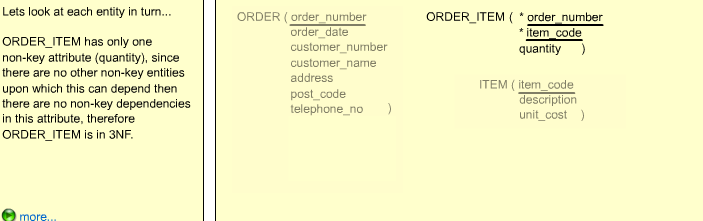 Lets look at each entity in turn...
ORDER_ITEM has only one
non-key attribute (quantity), since
there are no other non-key entities
upon which this can depend then
there are no non-key dependencies
in this attribute, therefore
ORDER_ITEM is in 3NF.
more...
ORDER ( order_number
order_date
customer_number
customer_name
address
post_code
telephone_no )
ORDER_ITEM ( * order_number
* item_code
quantity )
ITEM ( item_code
description
unit_cost )